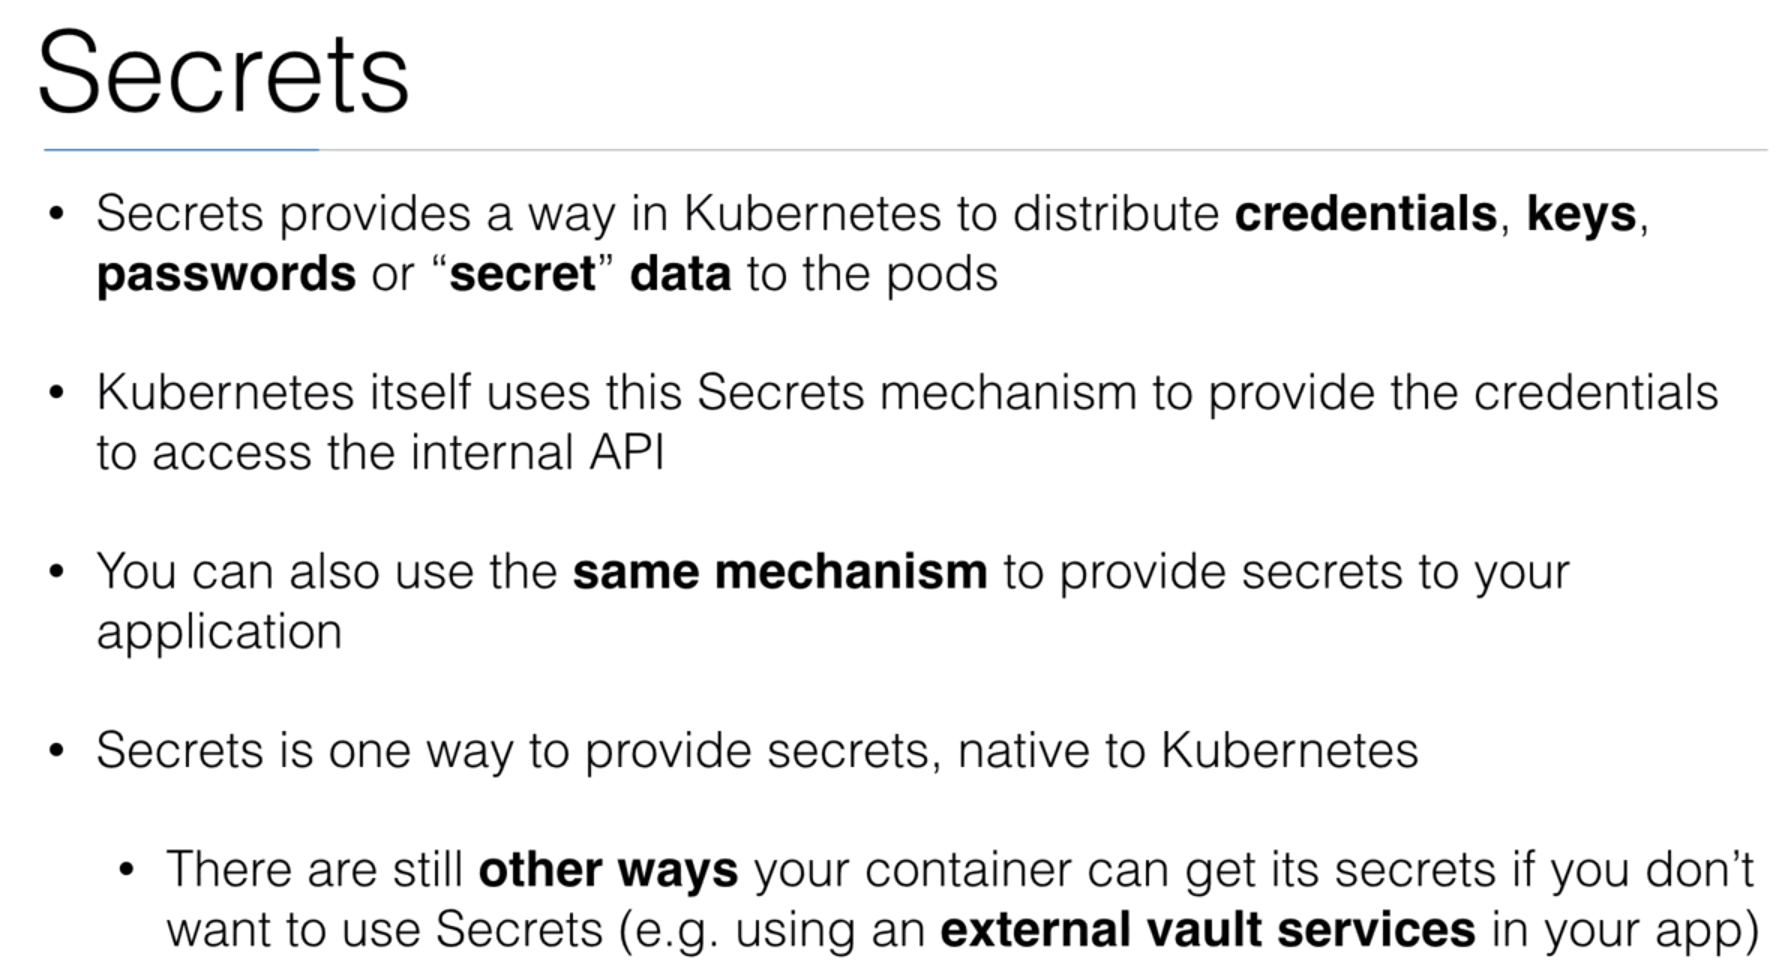 Secrets
• Secrets provides a way in Kubernetes to distribute credentials, keys,
passwords or “secret” data to the pods
• Kubernetes itself uses this Secrets mechanism to provide the credentials
to access the internal API
• You can also use the same mechanism to provide secrets to your
application
• Secrets is one way to provide secrets, native to Kubernetes
• There are still other ways your container can get its secrets if you don’t
want to use Secrets (e.g. using an external vault services in your app)